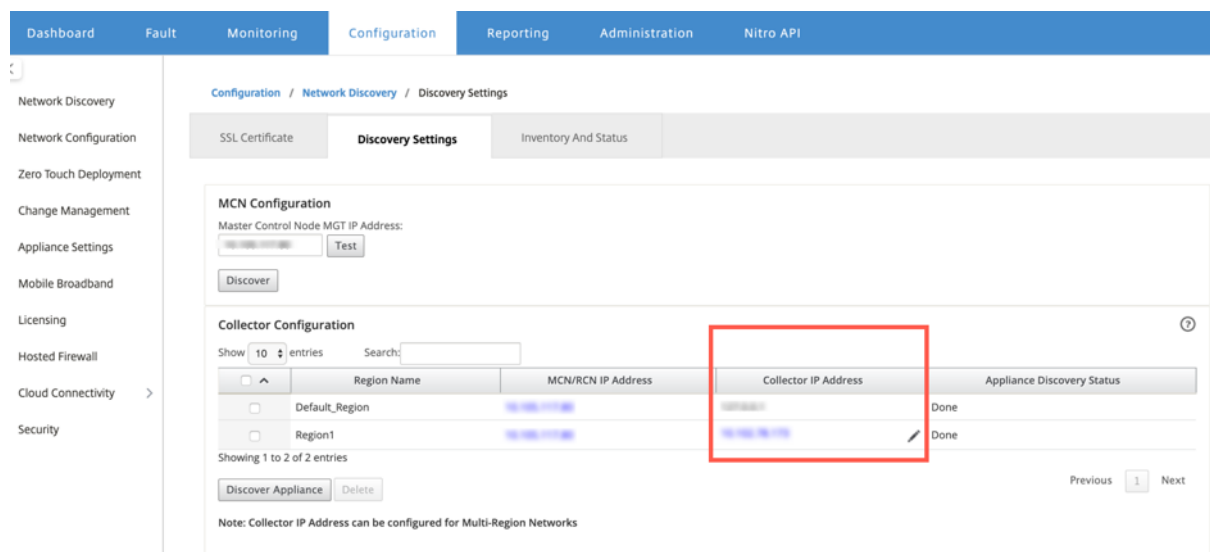 Dashboard Fault Monitoring Configuration Reporting Administration Nitro API
Network Discovery
Network Configuration
Zero Touch Deployment
Change Management
Appliance Settings
Mobile Broadband
Licensing
Hosted Firewall
Cloud Connectivity >
Security
Configuration / Network Discovery / Discovery Settings
SSL Certificate Discovery Settings Inventory And Status
MCN Configuration
Master Control Node MGT IP Address:
Test
Discover
Collector Configuration ?
Show 10 entries Search:
Region Name MCN/RCN IP Address Collector IP Address Appliance Discovery Status
Default_Region Done
Region1 Done
Showing 1 to 2 of 2 entries
Previous 1 Next
Discover Appliance Delete
Note: Collector IP Address can be configured for Multi-Region Networks